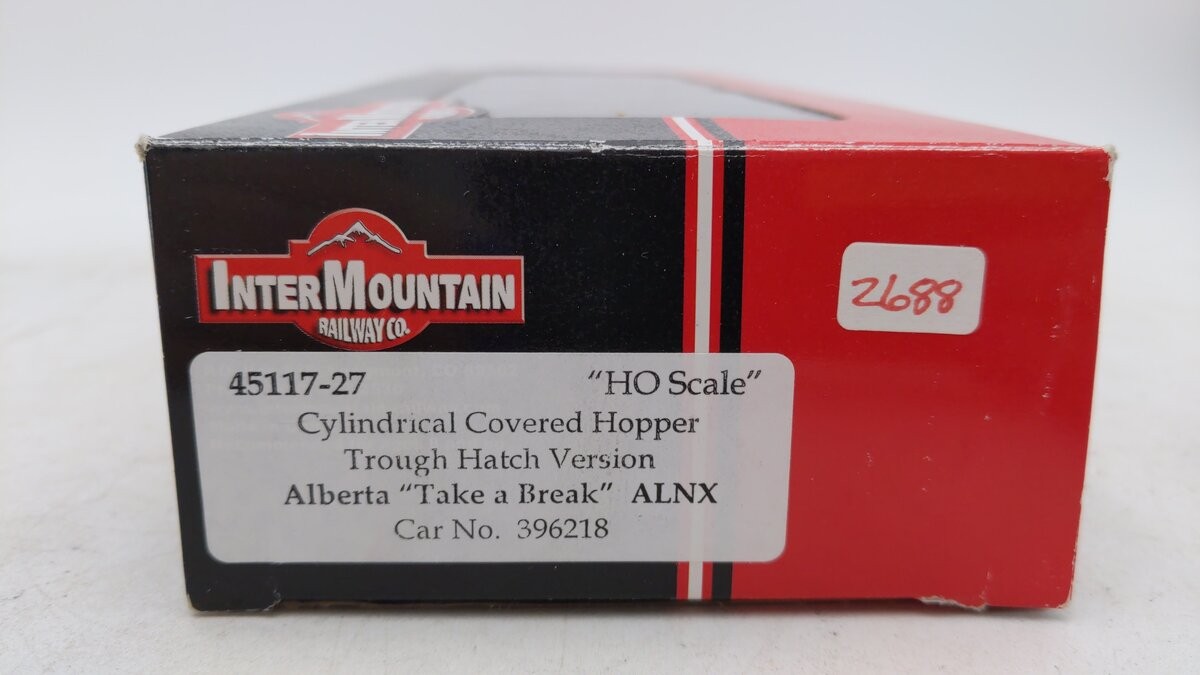 INTERMOUNTAIN
INTERMOUNTAIN
RAILWAY CO.
2688
45117-27 "HO Scale"
Cylindrical Covered Hopper
Trough Hatch Version
Alberta "Take a Break" ALNX
Car No. 396218